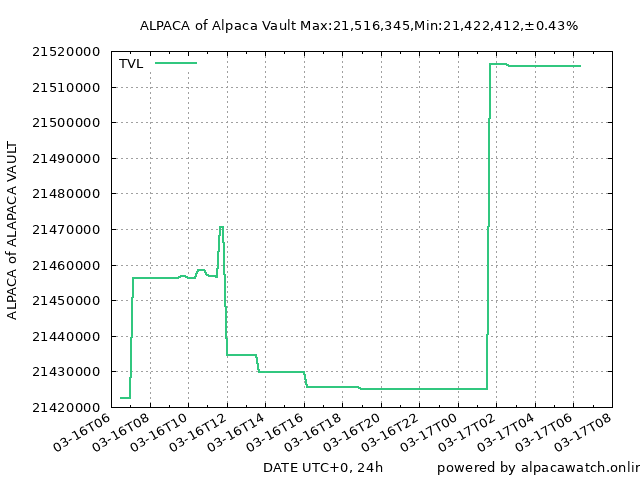 ALPACA of Alpaca Vault Max:21,516,345,Min:21,422,412,±0.43%
TVL
21520000
21510000
21500000
21490000
21480000
21470000
21460000
21450000
21440000
21430000
21420000
ALPACA of ALAPACA VAULT
03-16T06
03-16T08
03-16T10
03-16T12
03-16T14
03-16T16
03-16T18
03-16T20
03-16T22
03-17T00
03-17T02
03-17T04
03-17T06
03-17T08
DATE UTC+0, 24h
powered by alpacawatch.onlin